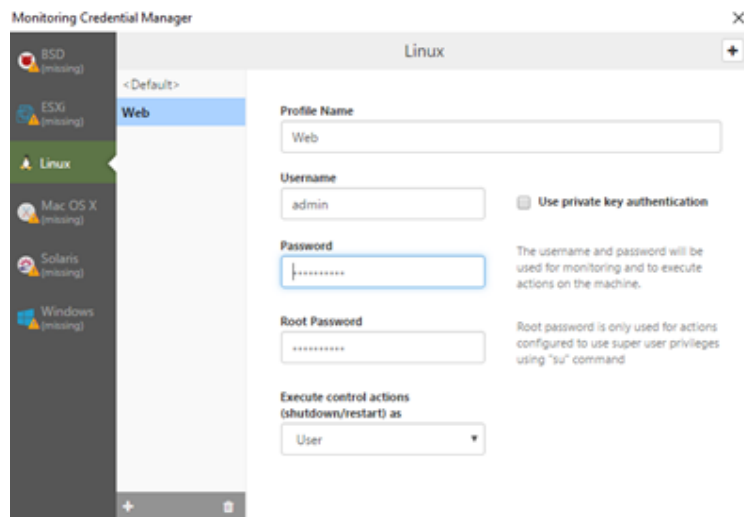 Monitoring Credential Manager
BSD
(missing)
ESXi
(missing)
Linux
Mac OS X
(missing)
Solaris
(missing)
Windows
(missing)
<Default>
Web
Linux
Profile Name
Web
Username
admin
Use private key authentication
Password
**********
The username and password will be
used for monitoring and to execute
actions on the machine.
Root Password
**********
Root password is only used for actions
configured to use super user privileges
using "su" command
Execute control actions
(shutdown/restart) as
User